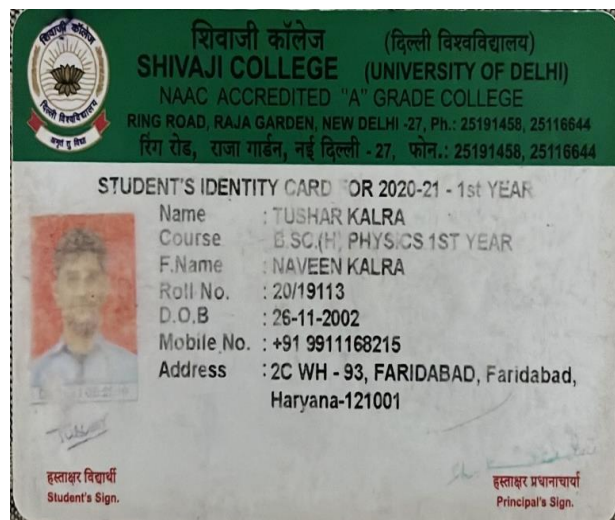 शिवाजी कॉलेज (दिल्ली विश्वविद्यालय)
SHIVAJI COLLEGE (UNIVERSITY OF DELHI)
NAAC ACCREDITED "A" GRADE COLLEGE
RING ROAD, RAJA GARDEN, NEW DELHI -27, Ph.: 25191458, 25116644
रिंग रोड, राजा गार्डन, नई दिल्ली - 27, फोन.: 25191458, 25116644
शिवाजी कॉलेज
दिल्ली विश्वविद्यालय
STUDENT'S IDENTITY CARD FOR 2020-21 - 1st YEAR
Name : TUSHAR KALRA
Course : B.SC.(H) PHYSICS 1ST YEAR
F.Name : NAVEEN KALRA
Roll No. : 20/19113
D.O.B : 26-11-2002
Mobile No. : +91 9911168215
Address : 2C WH - 93, FARIDABAD, Faridabad,
Haryana-121001
हस्ताक्षर विद्यार्थी
Student's Sign.
हस्ताक्षर प्रधानाचार्या
Principal's Sign.